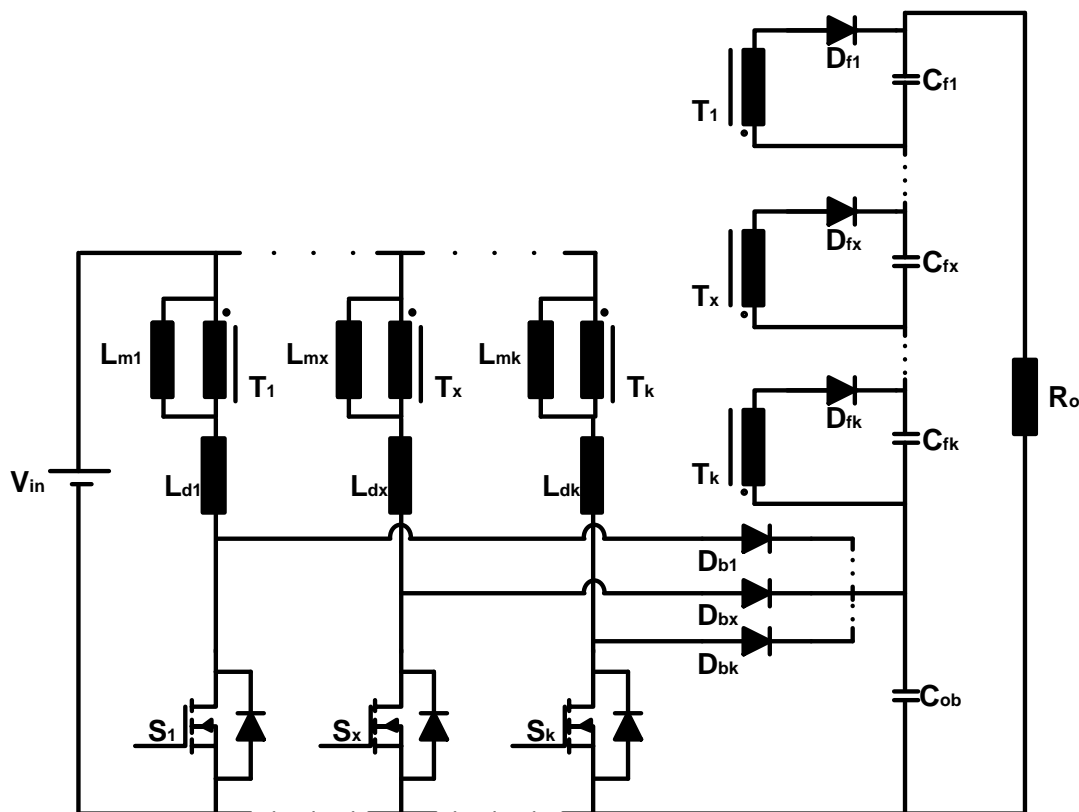 Df1
Cf1
T1
Dfx
Cfx
Tx
Lm1
T1
Lmx
Tx
Lmk
Tk
Dfk
Cfk
Tk
Ro
Vin
Ld1
Ldx
Ldk
Db1
Dbx
Dbk
Cob
S1
Sx
Sk